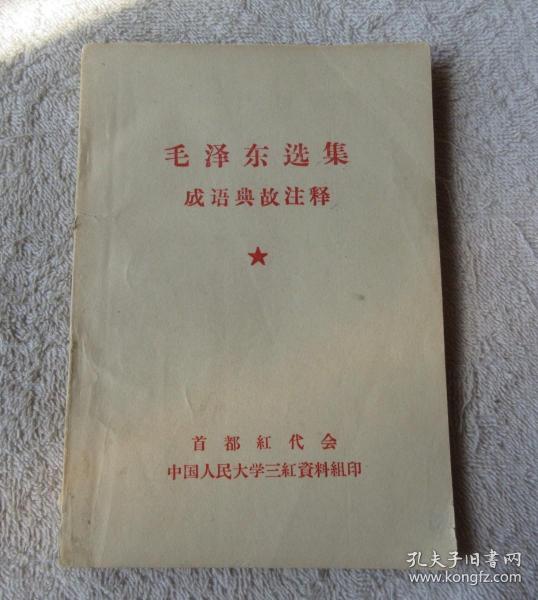 毛泽东选集
成语典故注释
★
首都紅代会
中国人民大学三紅資料組印
孔夫子旧书网
www.kongfz.com